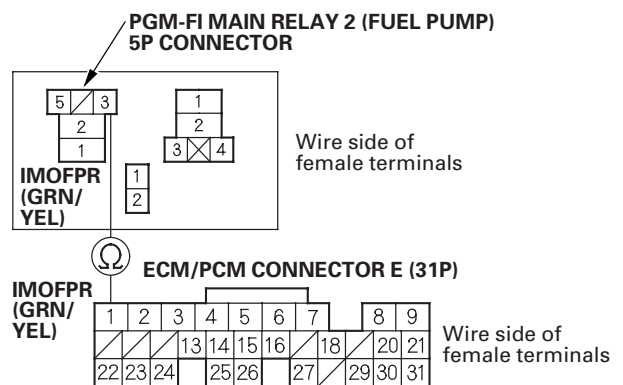 PGM-FI MAIN RELAY 2 (FUEL PUMP)
5P CONNECTOR
5 3
2
1
1
2
3 4
1
2
Wire side of
female terminals
IMOFPR
(GRN/
YEL)
Ω
ECM/PCM CONNECTOR E (31P)
IMOFPR
(GRN/
YEL)
1 2 3 4 5 6 7 8 9
13 14 15 16 18 20 21
22 23 24 25 26 27 29 30 31
Wire side of
female terminals